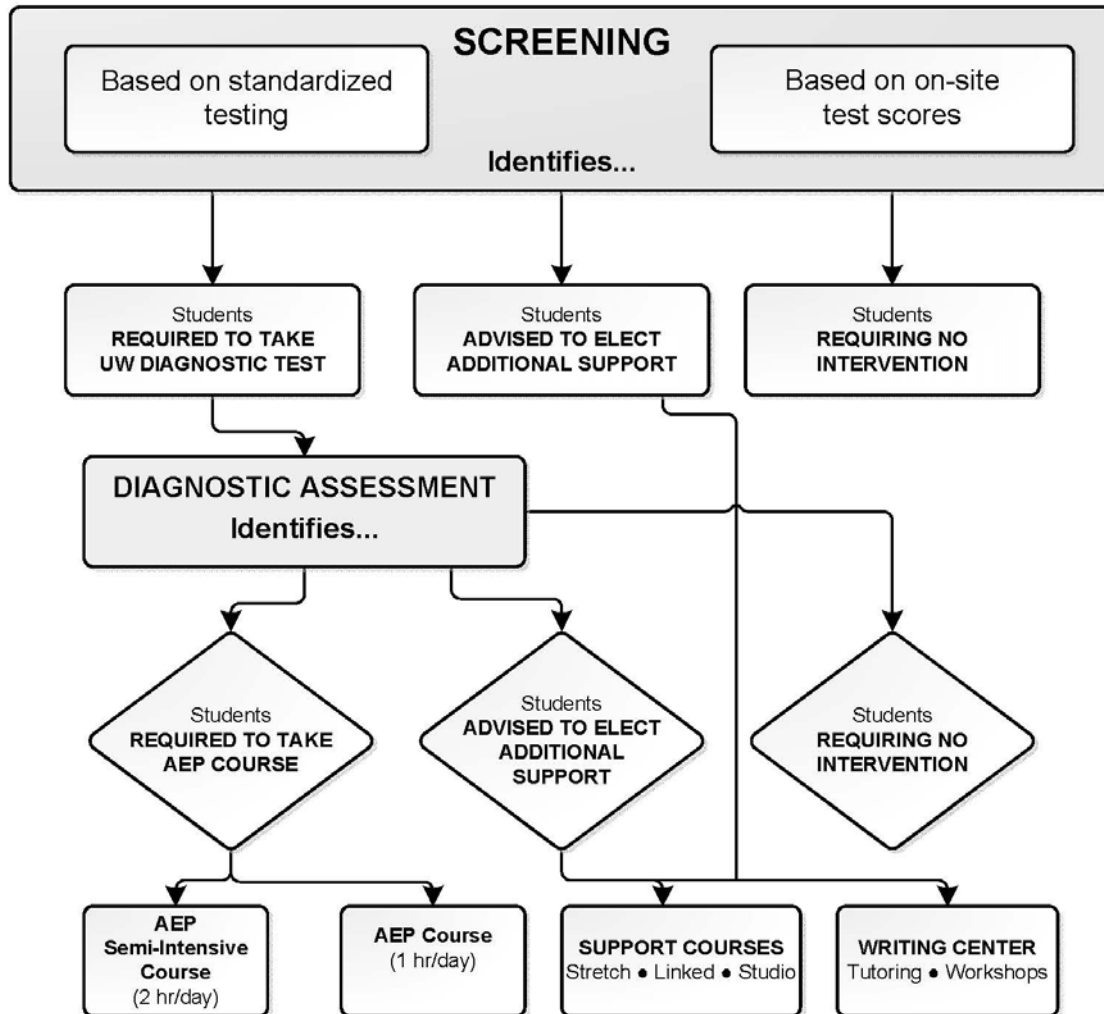 SCREENING
Based on standardized
testing
Based on on-site
test scores
Identifies...
Students
REQUIRED TO TAKE
UW DIAGNOSTIC TEST
Students
ADVISED TO ELECT
ADDITIONAL SUPPORT
Students
REQUIRING NO
INTERVENTION
DIAGNOSTIC ASSESSMENT
Identifies...
Students
REQUIRED TO TAKE
AEP COURSE
Students
ADVISED TO ELECT
ADDITIONAL
SUPPORT
Students
REQUIRING NO
INTERVENTION
AEP
Semi-Intensive
Course
(2 hr/day)
AEP Course
(1 hr/day)
SUPPORT COURSES
Stretch ● Linked ● Studio
WRITING CENTER
Tutoring ● Workshops